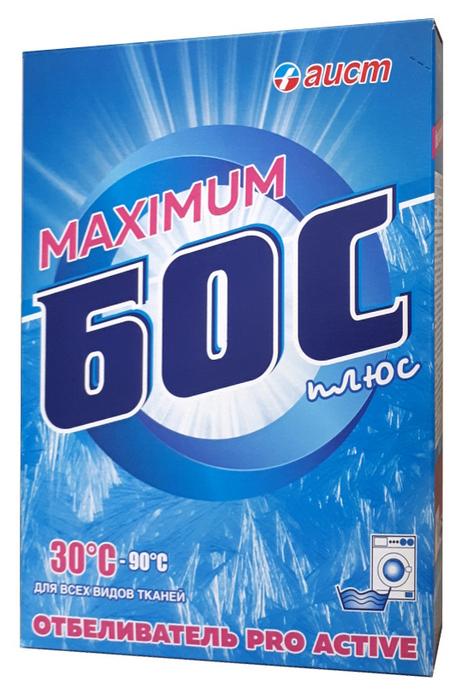 аист
MAXIMUM
БОС
плюс
30°C-90°C
ДЛЯ ВСЕХ ВИДОВ ТКАНЕЙ
ОТБЕЛИВАТЕЛЬ PRO ACTIVE